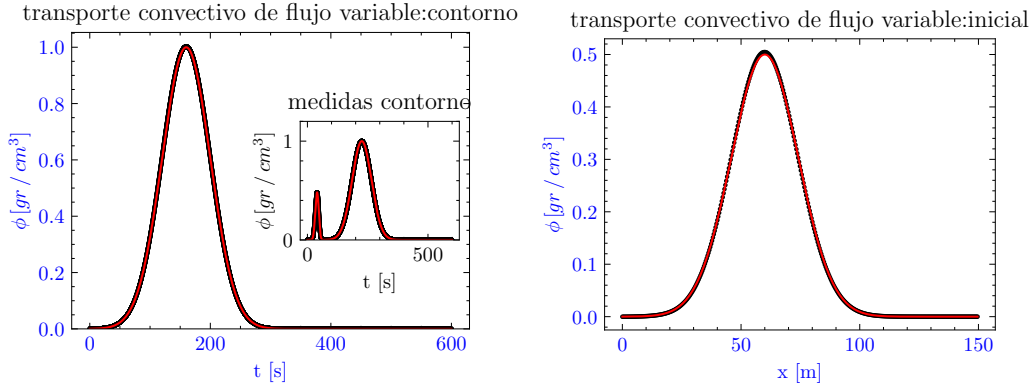 transporte convectivo de flujo variable:contorno
1.0
0.8
0.6
0.4
0.2
0.0
ϕ [gr / cm³]
0
200
400
600
t [s]
medidas contorno
1
0
ϕ [gr / cm³]
0
500
t [s]
transporte convectivo de flujo variable:inicial
0.5
0.4
0.3
0.2
0.1
0.0
ϕ [gr / cm³]
0
50
100
150
x [m]